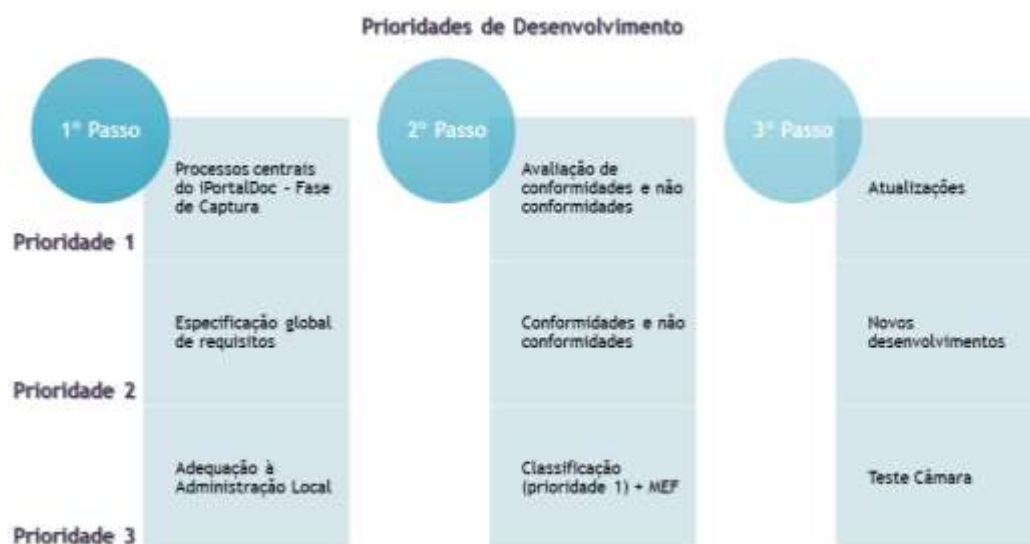 Prioridades de Desenvolvimento
1º Passo
2º Passo
3º Passo
Processos centrais
do iPortalDoc - Fase
de Captura
Avaliação de
conformidades e não
conformidades
Atualizações
Prioridade 1
Especificação global
de requisitos
Conformidades e não
conformidades
Novos
desenvolvimentos
Prioridade 2
Adequação à
Administração Local
Classificação
(prioridade 1) + MEF
Teste Câmara
Prioridade 3